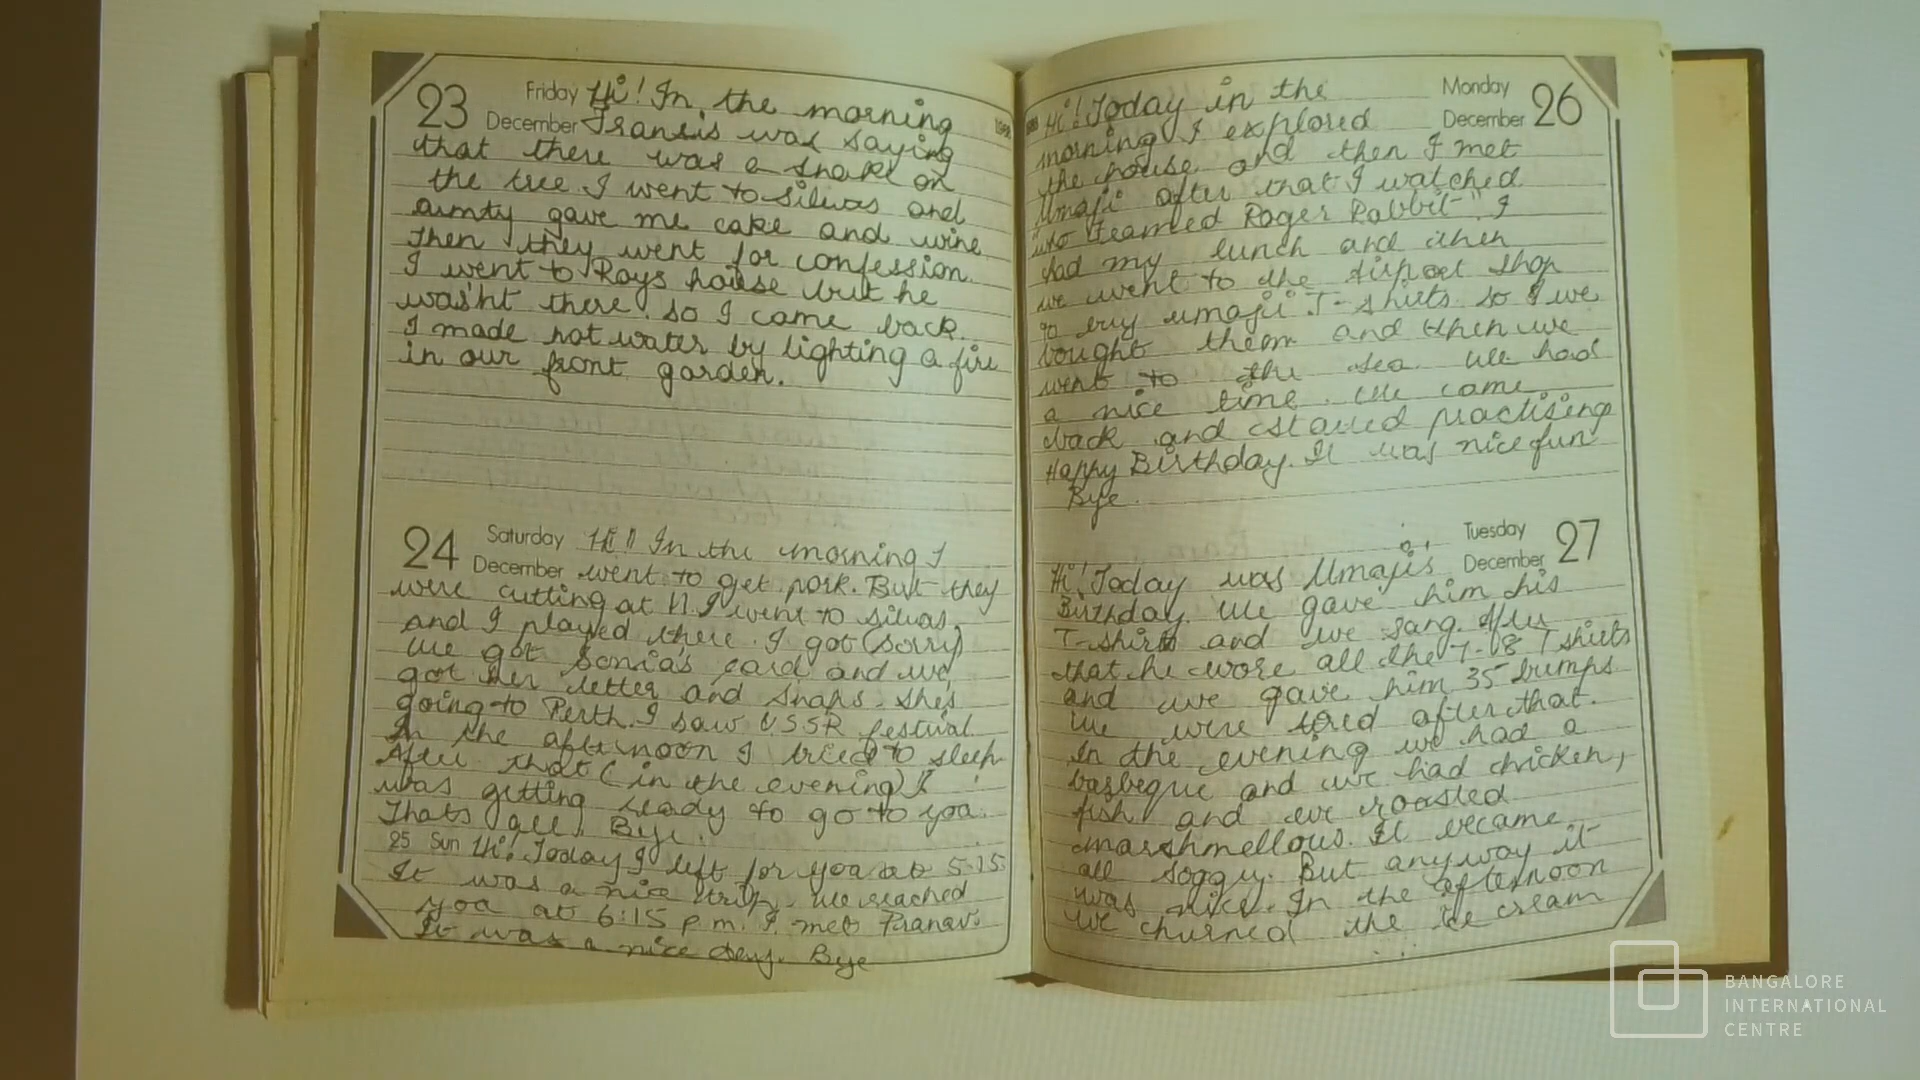 23 Friday December 1988
Hi! In the morning
Francis was saying
that there was a snake on
the tree. I went to Silvas and
aunty gave me cake and wine
Then they went for confession.
I went to Roys house but he
wasn't there. so I came back.
I made hot water by lighting a fire
in our front garden.
24 Saturday December
Hi!! In the morning I
went to get pork. But they
were cutting at 11. I went to silvas.
and I played there. I got (sorry)
we got Sonia's card and we
got her letter and snaps. she's
going to Perth. I saw USSR festival
In the afternoon I tried to sleep
After that (in the evening) I
was getting ready to go to goa.
Thats all. Bye.
25 Sun Hi! Today I left for goa at 5:15
It was a nice trip. we reached
goa at 6:15 p.m. I met Pranav.
It was a nice day. Bye
Monday December 26
Hi! Today in the
morning I explored
the house and then I met
Umaji after that I watched
who framed Roger Rabbit" I
had my lunch and then
we went to the shop
to buy umaji T-shirts. so we
bought them and then we
went to the sea. we had
a nice time. we came
back and started practising
Happy Birthday. It was nice fun
Bye.
Tuesday December 27
Hi! Today was Umajis
Birthday. We gave him his
T-shirts and we sang. After
that he wore all the T-shirts
and we gave him 35 bumps
we were tired after that.
In the evening we had a
barbeque and we had chicken,
fish and we roasted
marshmellous. It became
all soggy. But anyway it
was nice. In the afternoon
we churned the ice cream
BANGALORE
INTERNATIONAL
CENTRE